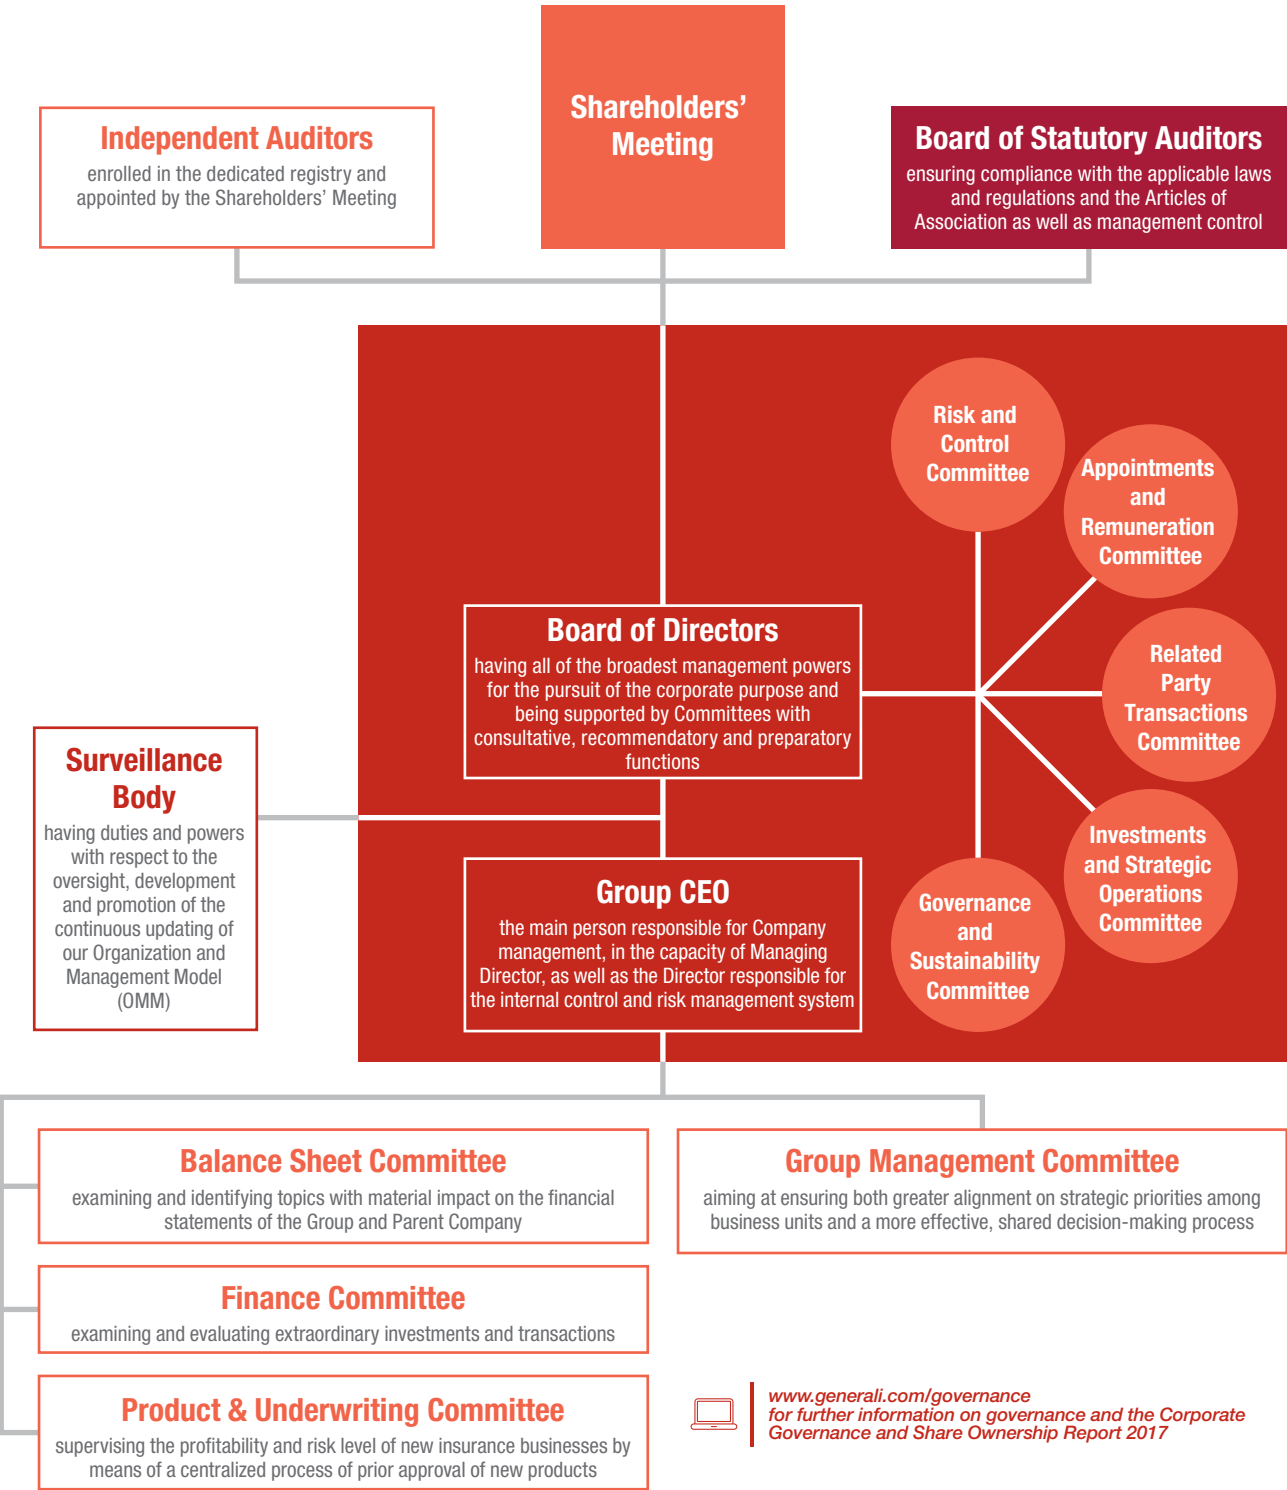 Shareholders’
Meeting
Independent Auditors
enrolled in the dedicated registry and
appointed by the Shareholders’ Meeting
Board of Statutory Auditors
ensuring compliance with the applicable laws
and regulations and the Articles of
Association as well as management control
Risk and
Control
Committee
Appointments
and
Remuneration
Committee
Related
Party
Transactions
Committee
Investments
and Strategic
Operations
Committee
Governance
and
Sustainability
Committee
Board of Directors
having all of the broadest management powers
for the pursuit of the corporate purpose and
being supported by Committees with
consultative, recommendatory and preparatory
functions
Surveillance
Body
having duties and powers
with respect to the
oversight, development
and promotion of the
continuous updating of
our Organization and
Management Model
(OMM)
Group CEO
the main person responsible for Company
management, in the capacity of Managing
Director, as well as the Director responsible for
the internal control and risk management system
Balance Sheet Committee
examining and identifying topics with material impact on the financial
statements of the Group and Parent Company
Group Management Committee
aiming at ensuring both greater alignment on strategic priorities among
business units and a more effective, shared decision-making process
Finance Committee
examining and evaluating extraordinary investments and transactions
Product & Underwriting Committee
supervising the profitability and risk level of new insurance businesses by
means of a centralized process of prior approval of new products
www.generali.com/governance
for further information on governance and the Corporate
Governance and Share Ownership Report 2017